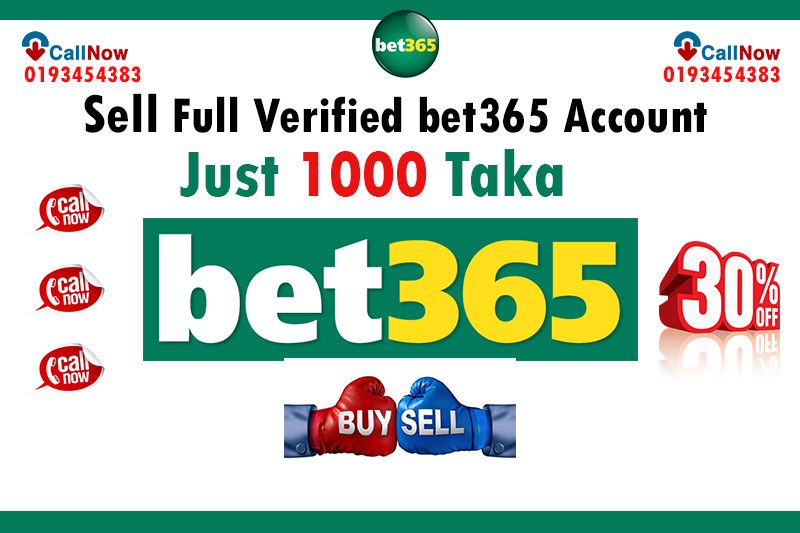 bet365
CallNow
0193454383
CallNow
0193454383
Sell Full Verified bet365 Account
Just 1000 Taka
call
now
call
now
call
now
bet365
30%
OFF
BUY SELL